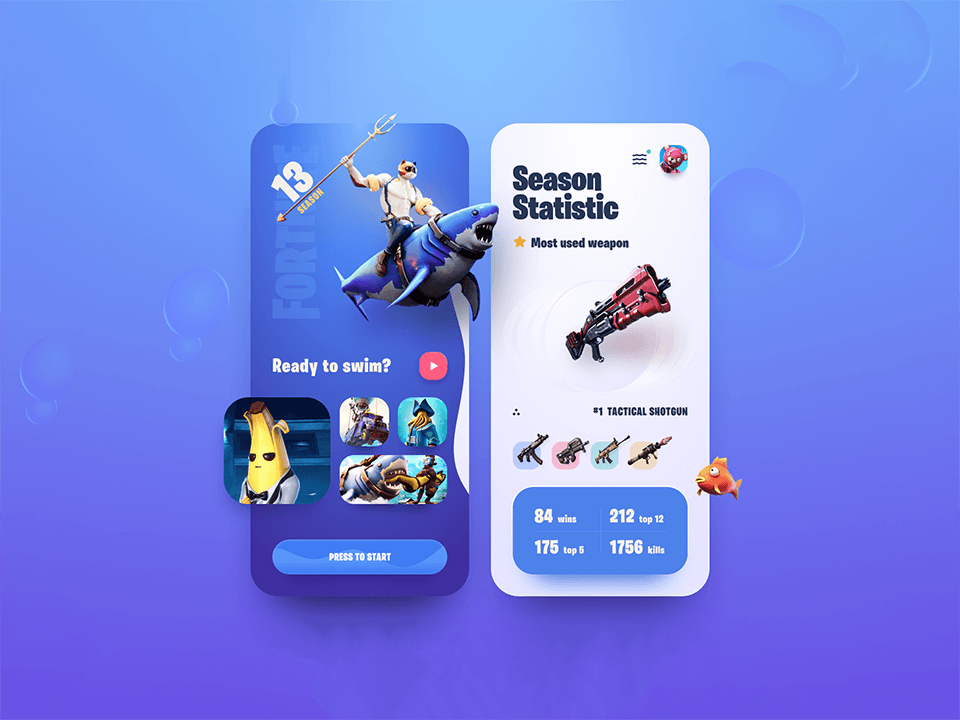 FORTNITE
13
SEASON
Ready to swim?
PRESS TO START
Season
Statistic
Most used weapon
#1 TACTICAL SHOTGUN
84 wins
212 top 12
175 top 5
1756 kills